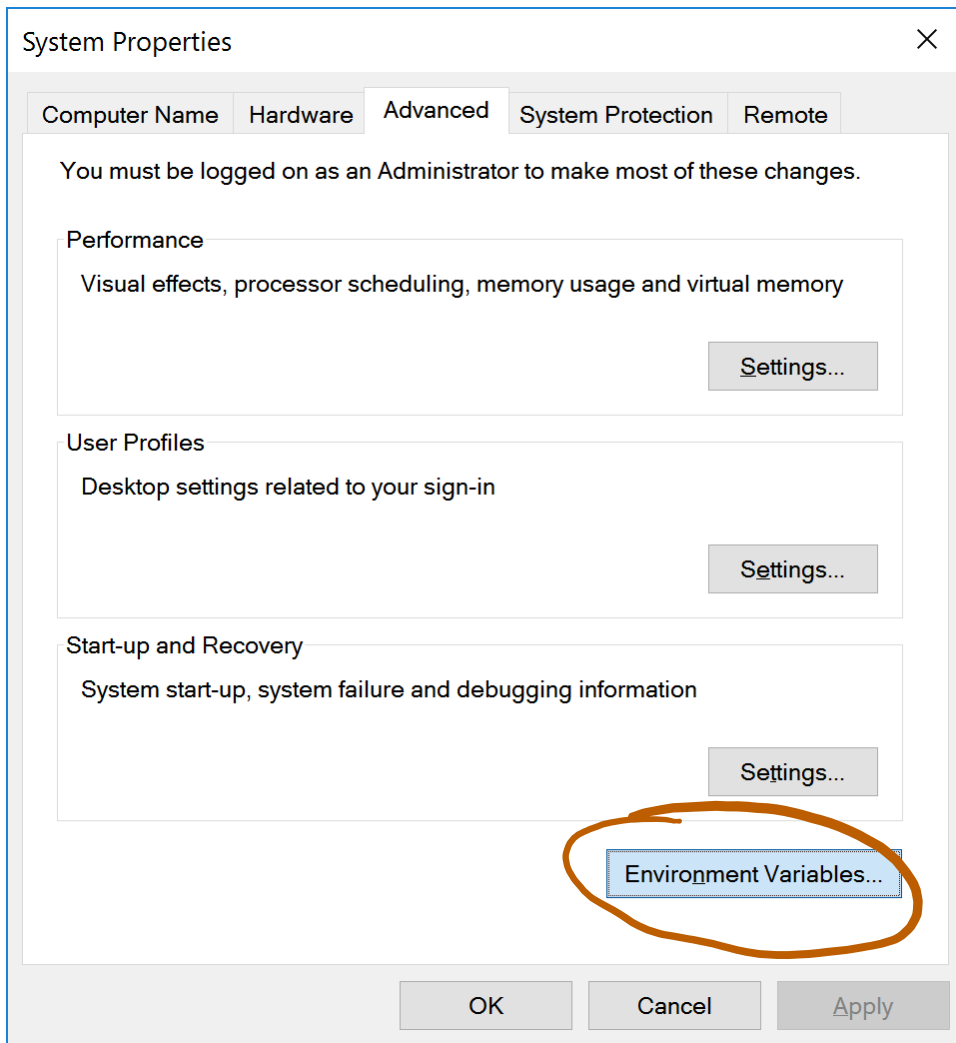 System Properties
Computer Name Hardware Advanced System Protection Remote
You must be logged on as an Administrator to make most of these changes.
Performance
Visual effects, processor scheduling, memory usage and virtual memory
Settings...
User Profiles
Desktop settings related to your sign-in
Settings...
Start-up and Recovery
System start-up, system failure and debugging information
Settings...
Environment Variables...
OK Cancel Apply